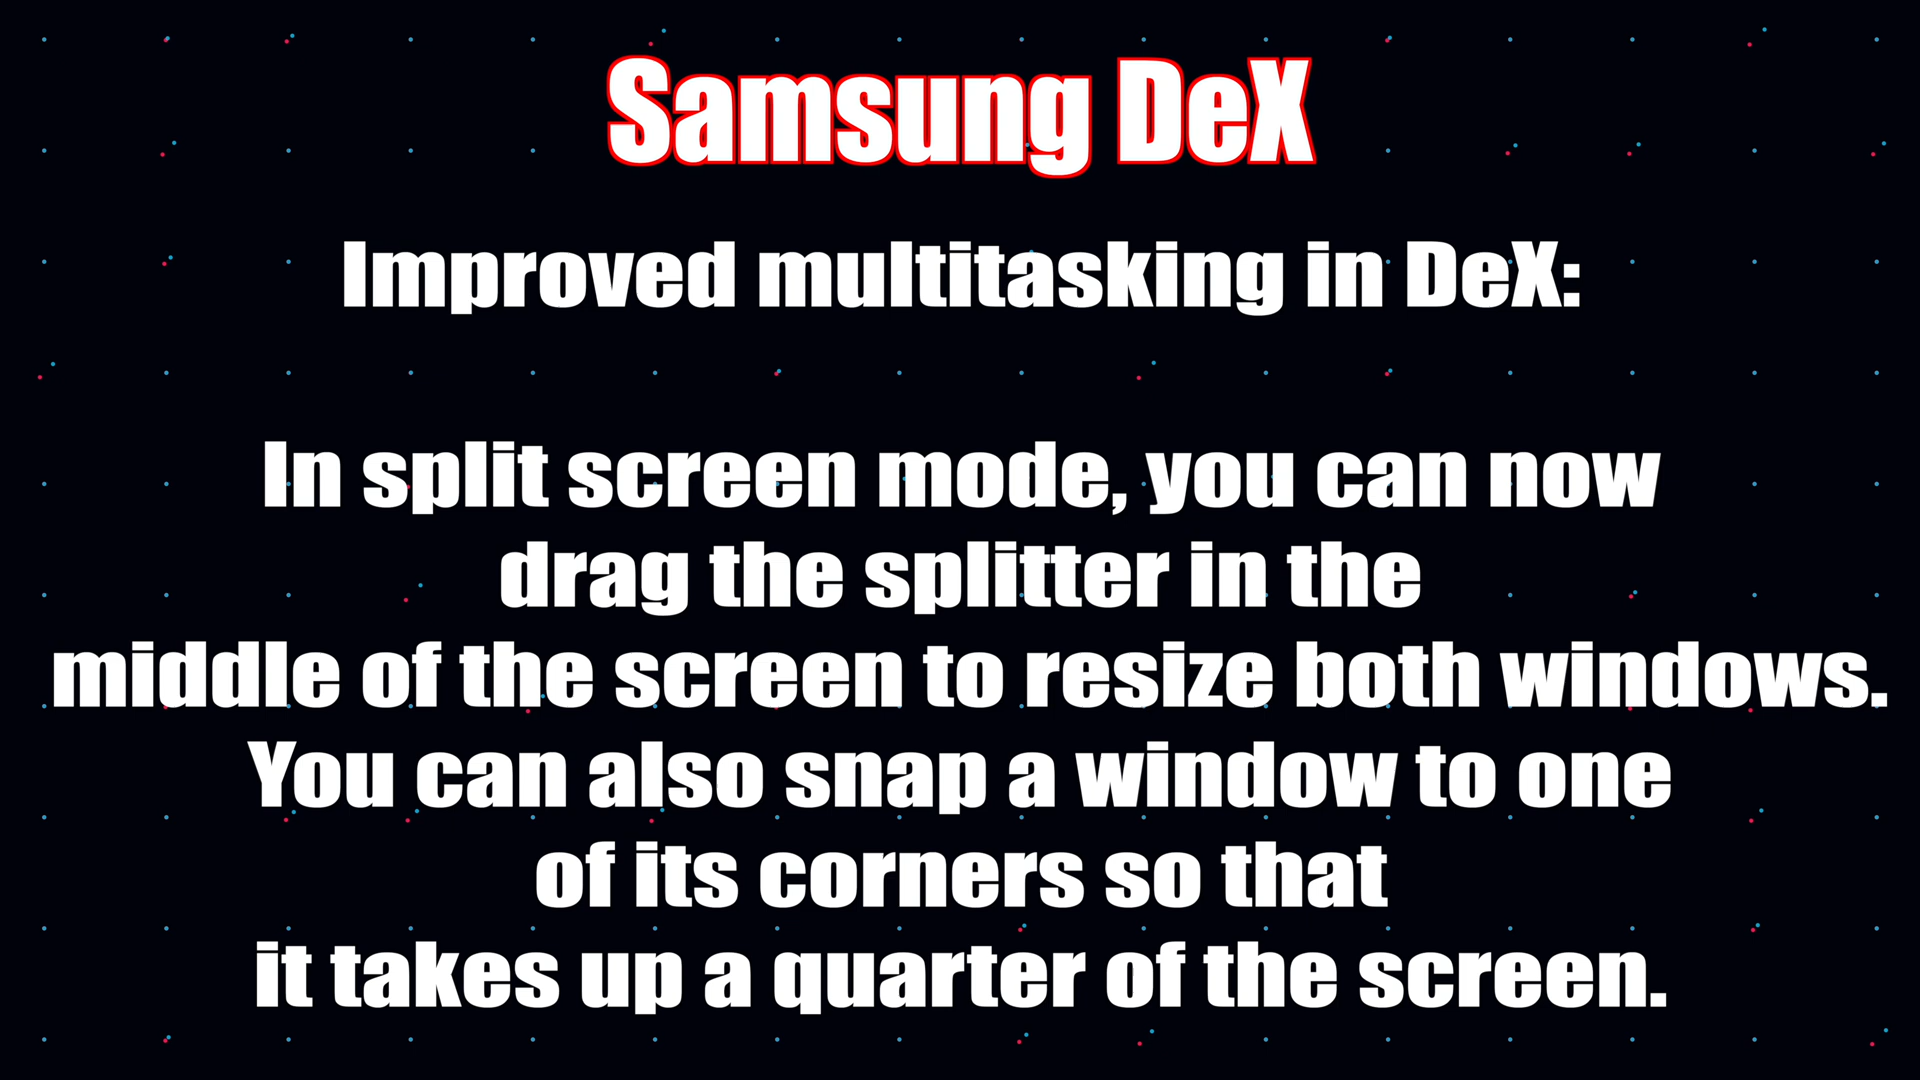 Samsung DeX
Improved multitasking in DeX:
In split screen mode, you can now
drag the splitter in the
middle of the screen to resize both windows.
You can also snap a window to one
of its corners so that
it takes up a quarter of the screen.